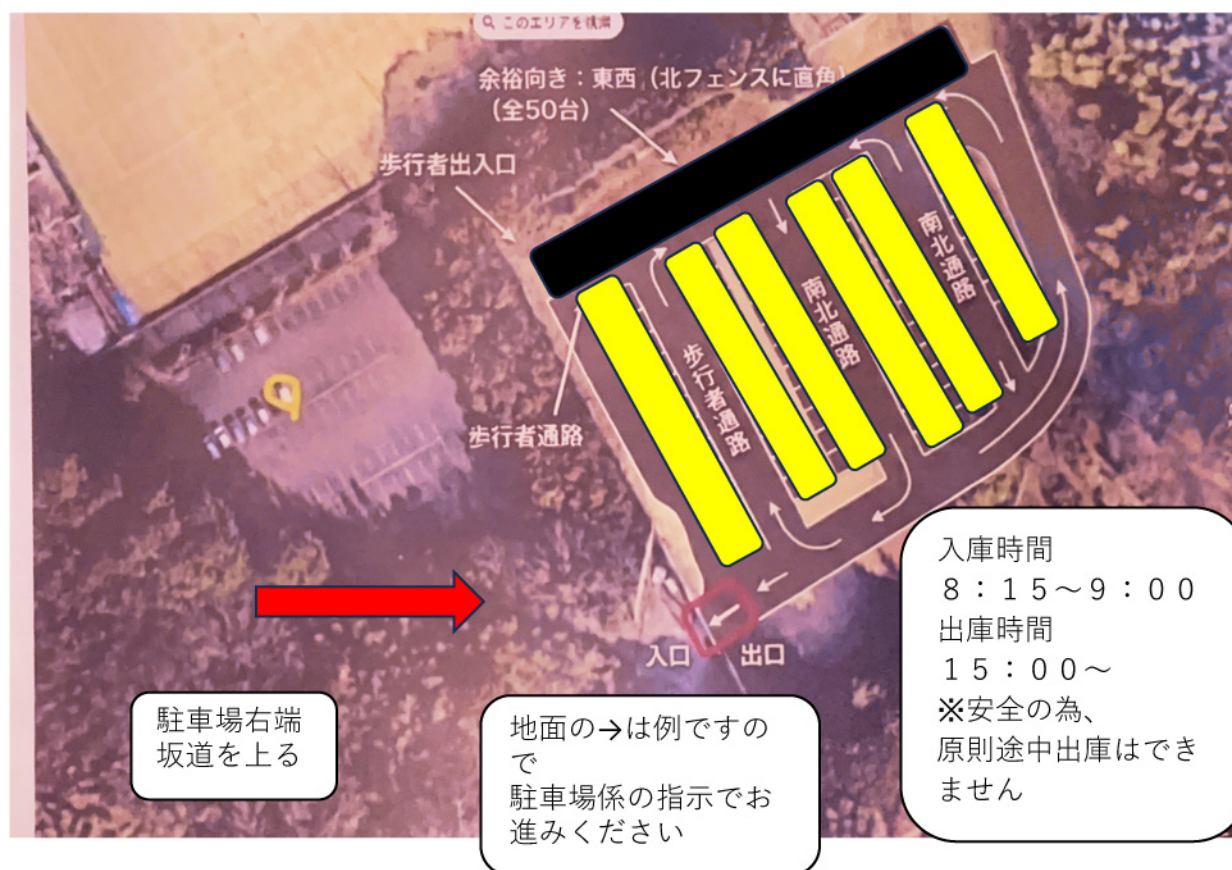 このエリアを検索
余裕向き：東西（北フェンスに直角）
（全50台）
歩行者出入口
南北通路
南北通路
歩行者通路
歩行者通路
入口
出口
駐車場右端
坂道を上る
地面の→は例ですの
で
駐車場係の指示でお
進みください
入庫時間
８：１５～９：００
出庫時間
１５：００～
※安全の為、
原則途中出庫はでき
ません